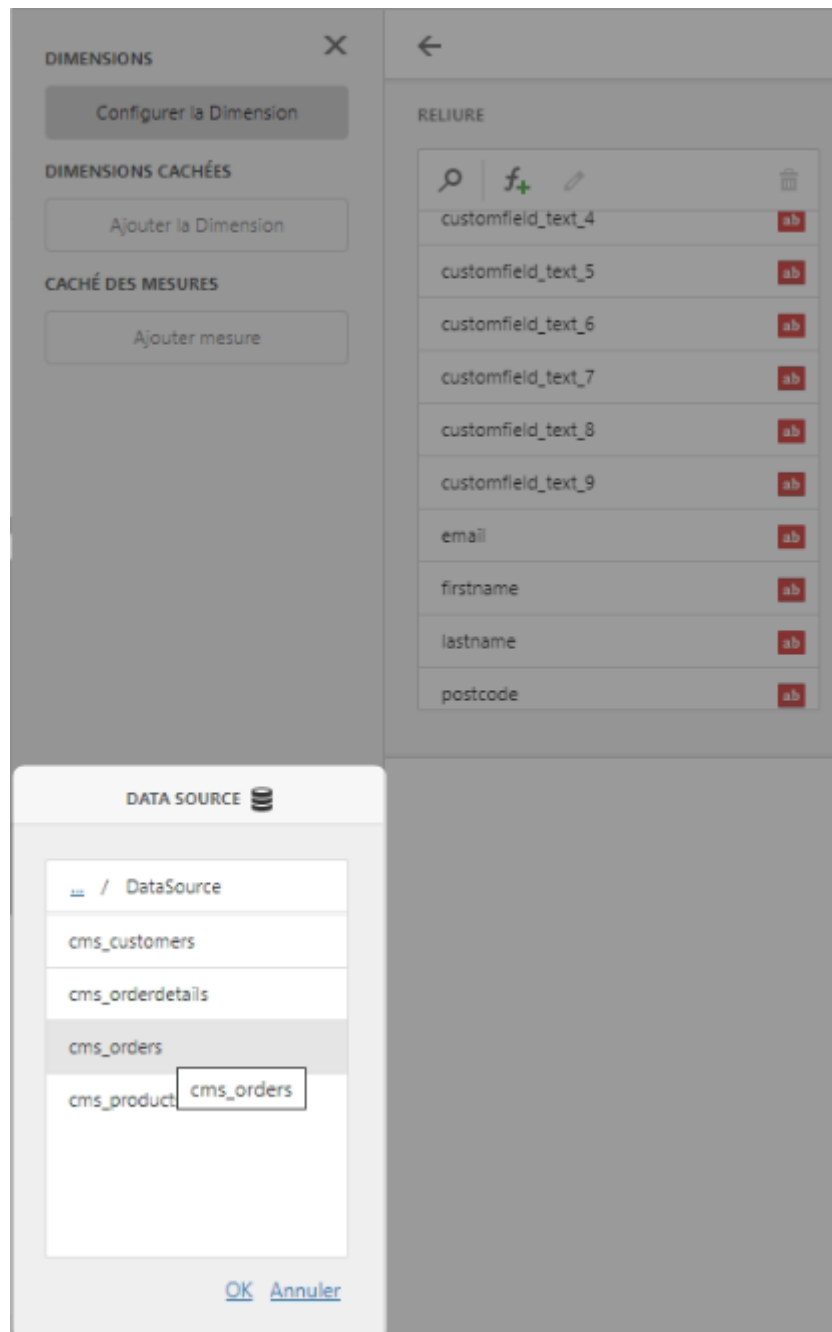 DIMENSIONS
Configurer la Dimension
DIMENSIONS CACHÉES
Ajouter la Dimension
CACHÉ DES MESURES
Ajouter mesure
RELIURE
customfield_text_4 ab
customfield_text_5 ab
customfield_text_6 ab
customfield_text_7 ab
customfield_text_8 ab
customfield_text_9 ab
email ab
firstname ab
lastname ab
postcode ab
DATA SOURCE
... / DataSource
cms_customers
cms_orderdetails
cms_orders
cms_product
cms_orders
OK Annuler